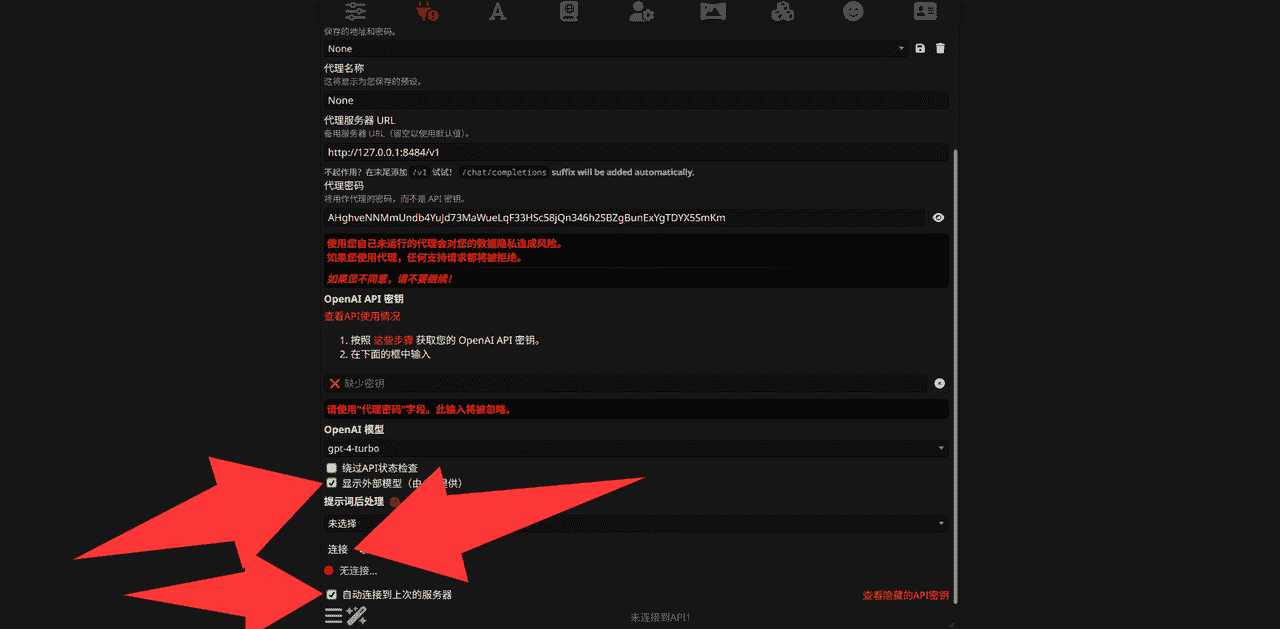 保存的地址和密码。
None
代理名称
这将显示为您保存的预设。
None
代理服务器 URL
备用服务器 URL（留空以使用默认值）。
http://127.0.0.1:8484/v1
不起作用？在末尾添加 /v1 试试！ /chat/completions suffix will be added automatically.
代理密码
将用作代理的密码，而不是 API 密钥。
AHghveNNMmUndb4YuJd73MaWueLqF33HSc58jQn346h2SBZgBunExYgTDYX5SmKm
使用您自己未运行的代理会对您的数据隐私造成风险。
如果您使用代理，任何支持请求都将被拒绝。
如果您不同意，请不要继续！
OpenAI API 密钥
查看API使用情况
1. 按照 这些步骤 获取您的 OpenAI API 密钥。
2. 在下面的框中输入
缺少密钥
请使用“代理密码”字段。此输入将被忽略。
OpenAI 模型
gpt-4-turbo
绕过API状态检查
显示外部模型（由 提供）
提示词后处理
未选择
连接
无连接...
自动连接到上次的服务器
查看隐藏的API密钥
未连接到API!